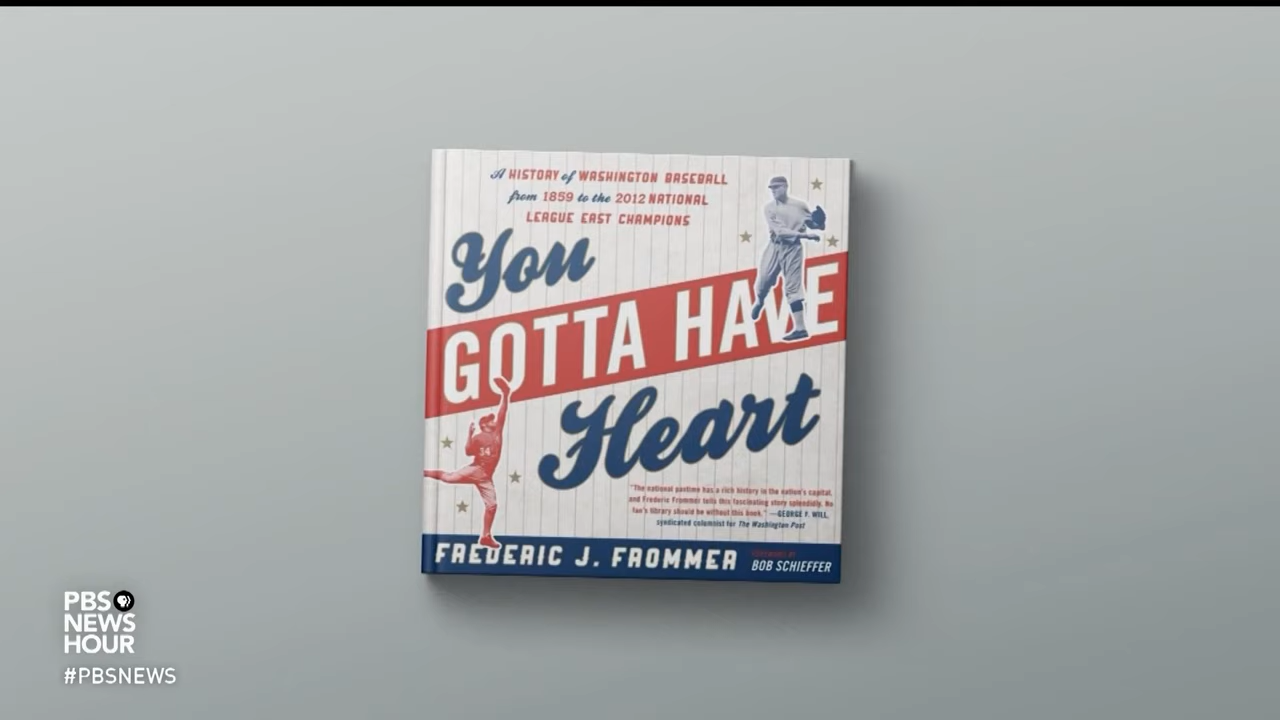 A HISTORY of WASHINGTON BASEBALL
from 1859 to the 2012 NATIONAL
LEAGUE EAST CHAMPIONS
You
GOTTA HAVE
Heart
34
"The national pastime has a rich history in the nation's capital,
and Frederic Frommer tells this fascinating story splendidly. No
fan's library should be without this book." —GEORGE F. WILL,
syndicated columnist for The Washington Post
FREDERIC J. FROMMER
FOREWORD BY
BOB SCHIEFFER
PBS
NEWS
HOUR
#PBSNEWS